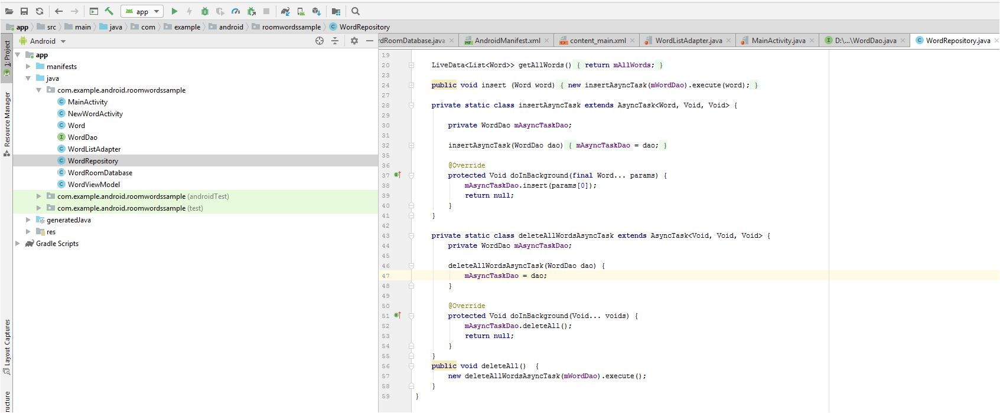 app
app src main java com example android roomwordssample WordRepository
Android
rdRoomDatabase.java AndroidManifest.xml content_main.xml WordListAdapter.java MainActivity.java D:\...\WordDao.java WordRepository.java
1: Project
Resource Manager
Layout Captures
ructure
app
manifests
java
com.example.android.roomwordssample
MainActivity
NewWordActivity
Word
WordDao
WordListAdapter
WordRepository
WordRoomDatabase
WordViewModel
com.example.android.roomwordssample (androidTest)
com.example.android.roomwordssample (test)
generatedJava
res
Gradle Scripts
19
20 LiveData<List<Word>> getAllWords() { return mAllWords; }
23
24 public void insert (Word word) { new insertAsyncTask(mWordDao).execute(word); }
27
28 private static class insertAsyncTask extends AsyncTask<Word, Void, Void> {
29
30 private WordDao mAsyncTaskDao;
31
32 insertAsyncTask(WordDao dao) { mAsyncTaskDao = dao; }
35
36 @Override
37 protected Void doInBackground(final Word... params) {
38 mAsyncTaskDao.insert(params[0]);
39 return null;
40 }
41 }
42
43 private static class deleteAllWordsAsyncTask extends AsyncTask<Void, Void, Void> {
44 private WordDao mAsyncTaskDao;
45
46 deleteAllWordsAsyncTask(WordDao dao) {
47 mAsyncTaskDao = dao;
48 }
49
50 @Override
51 protected Void doInBackground(Void... voids) {
52 mAsyncTaskDao.deleteAll();
53 return null;
54 }
55 }
56 public void deleteAll() {
57 new deleteAllWordsAsyncTask(mWordDao).execute();
58 }
59 }